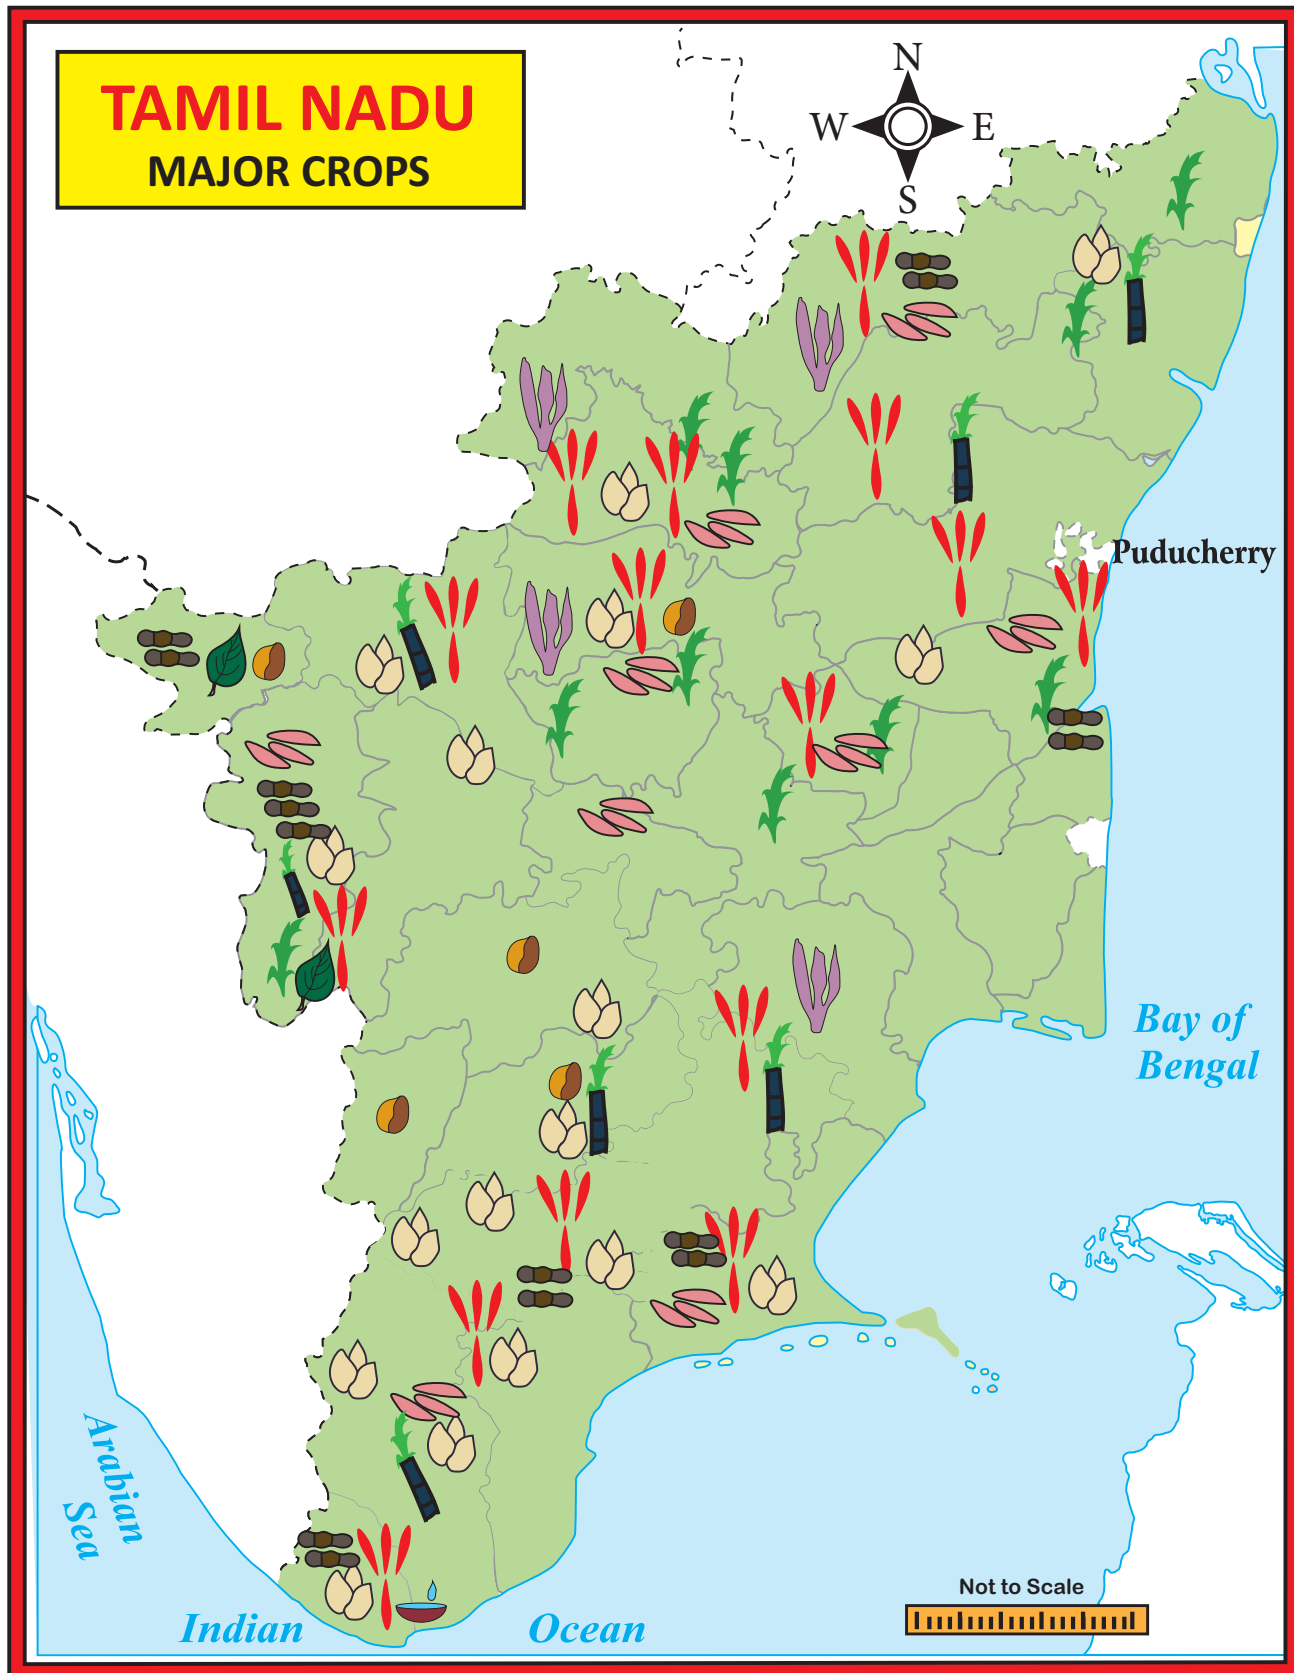 TAMIL NADU
MAJOR CROPS
N
W
E
S
Puducherry
Bay of
Bengal
Arabian
Sea
Not to Scale
Indian
Ocean